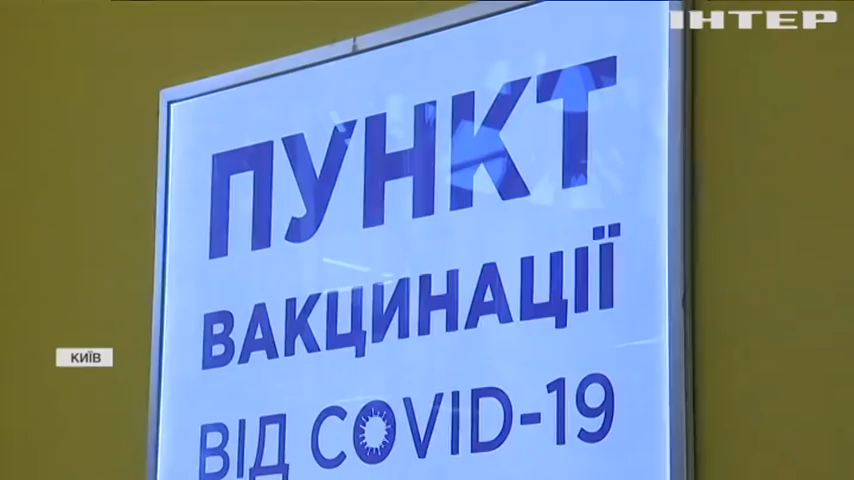 ІНТЕР
ПУНКТ
ВАКЦИНАЦІЇ
ВІД COVID-19
КИЇВ